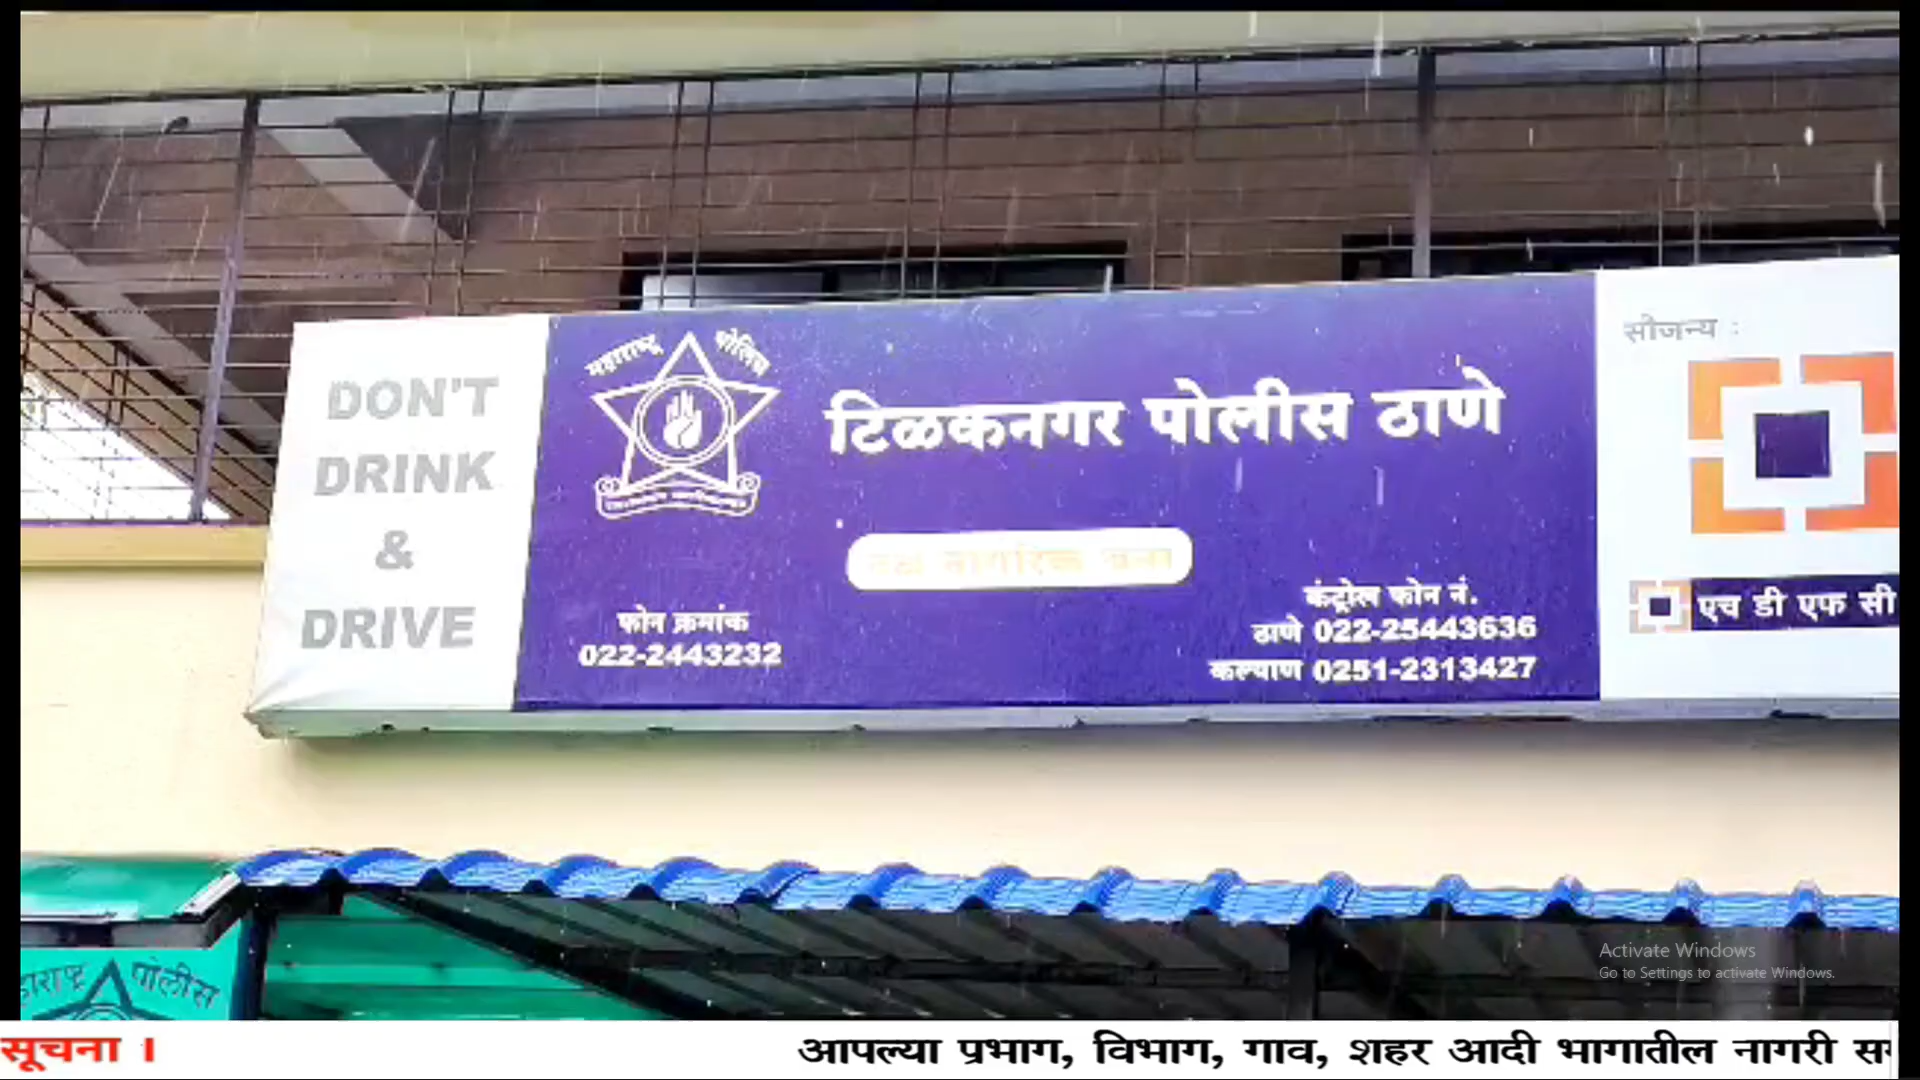 DON'T
DRINK
&
DRIVE
महाराष्ट्र पोलिस
टिळकनगर पोलीस ठाणे
फोन क्रमांक
022-2443232
कंट्रोल फोन नं.
ठाणे 022-25443636
कल्याण 0251-2313427
सौजन्य :
एच डी एफ सी
पोलीस
Activate Windows
Go to Settings to activate Windows.
सूचना । आपल्या प्रभाग, विभाग, गाव, शहर आदी भागातील नागरी